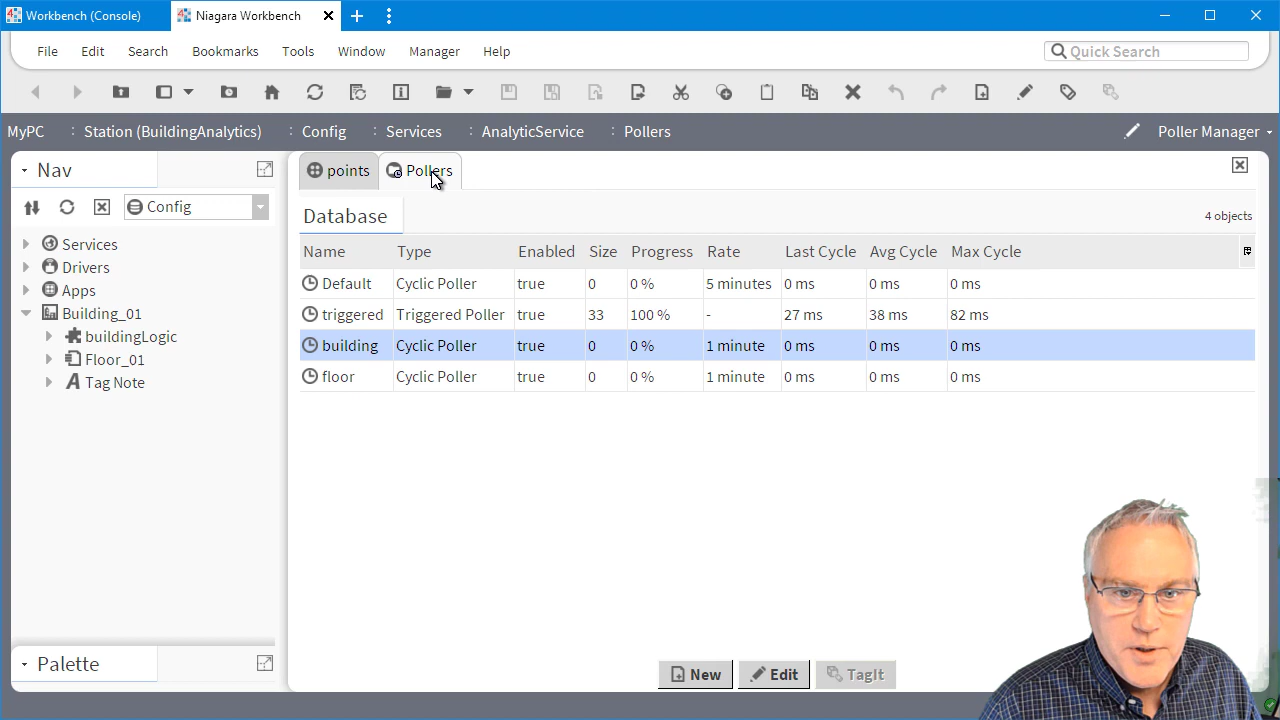 Workbench (Console) Niagara Workbench
File Edit Search Bookmarks Tools Window Manager Help Quick Search
MyPC : Station (BuildingAnalytics) : Config : Services : AnalyticService : Pollers Poller Manager
Nav
Config
Services
Drivers
Apps
Building_01
buildingLogic
Floor_01
Tag Note
Palette
points Pollers
Database 4 objects
Name Type Enabled Size Progress Rate Last Cycle Avg Cycle Max Cycle
Default Cyclic Poller true 0 0 % 5 minutes 0 ms 0 ms 0 ms
triggered Triggered Poller true 33 100 % - 27 ms 38 ms 82 ms
building Cyclic Poller true 0 0 % 1 minute 0 ms 0 ms 0 ms
floor Cyclic Poller true 0 0 % 1 minute 0 ms 0 ms 0 ms
New Edit TagIt